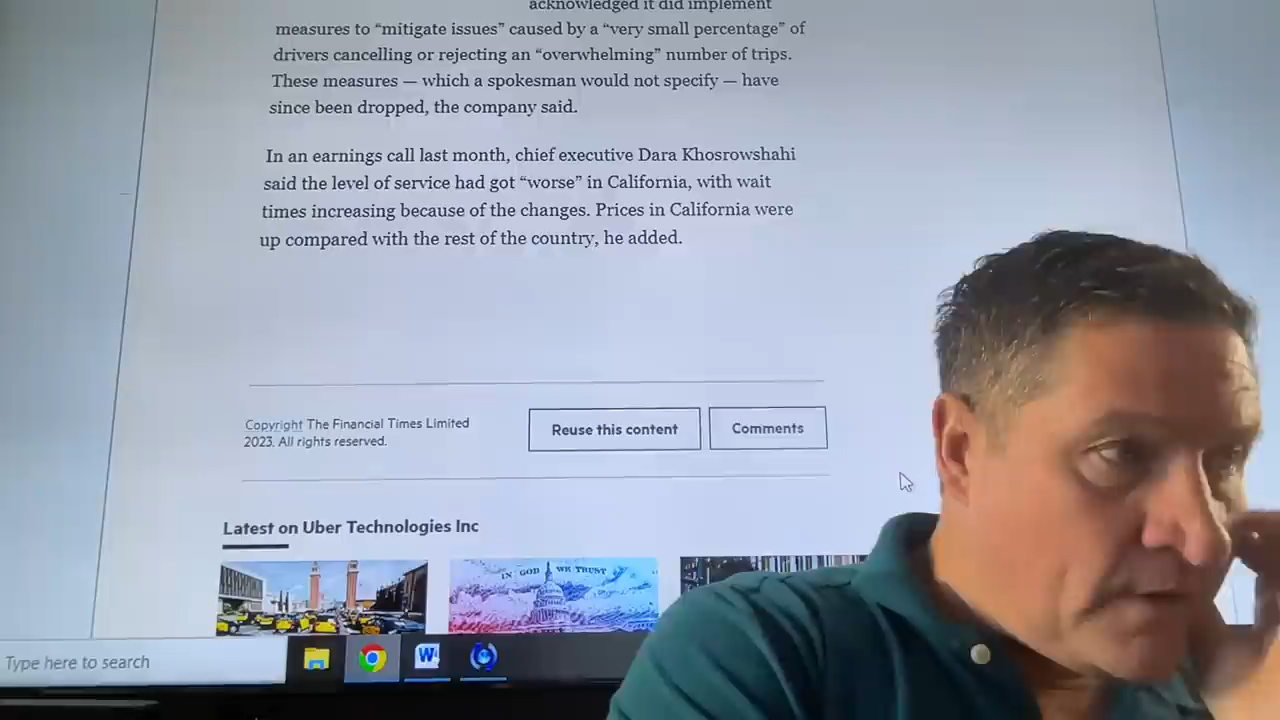 acknowledged it did implement
measures to “mitigate issues” caused by a “very small percentage” of
drivers cancelling or rejecting an “overwhelming” number of trips.
These measures — which a spokesman would not specify — have
since been dropped, the company said.
In an earnings call last month, chief executive Dara Khosrowshahi
said the level of service had got “worse” in California, with wait
times increasing because of the changes. Prices in California were
up compared with the rest of the country, he added.
Copyright The Financial Times Limited
2023. All rights reserved.
Reuse this content
Comments
Latest on Uber Technologies Inc
IN GOD WE TRUST
Type here to search
W